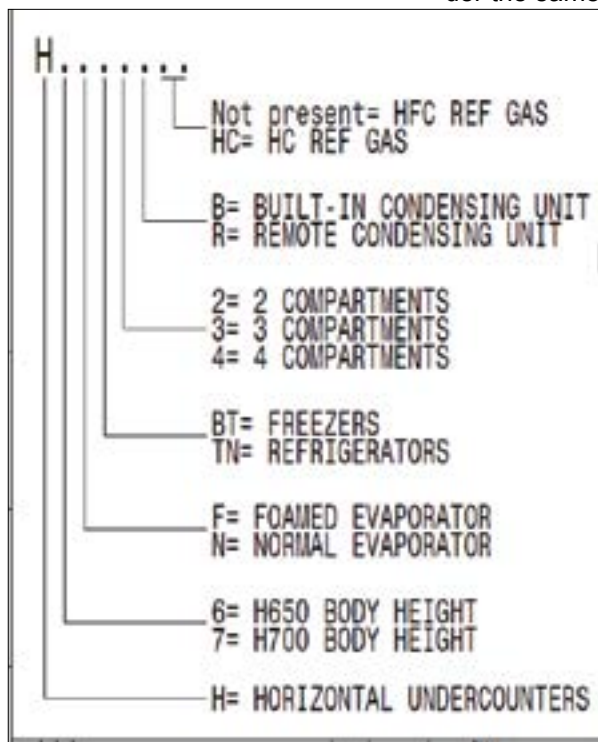 H.......
Not present= HFC REF GAS
HC= HC REF GAS
B= BUILT-IN CONDENSING UNIT
R= REMOTE CONDENSING UNIT
2= 2 COMPARTMENTS
3= 3 COMPARTMENTS
4= 4 COMPARTMENTS
BT= FREEZERS
TN= REFRIGERATORS
F= FOAMED EVAPORATOR
N= NORMAL EVAPORATOR
6= H650 BODY HEIGHT
7= H700 BODY HEIGHT
H= HORIZONTAL UNDERCOUNTERS